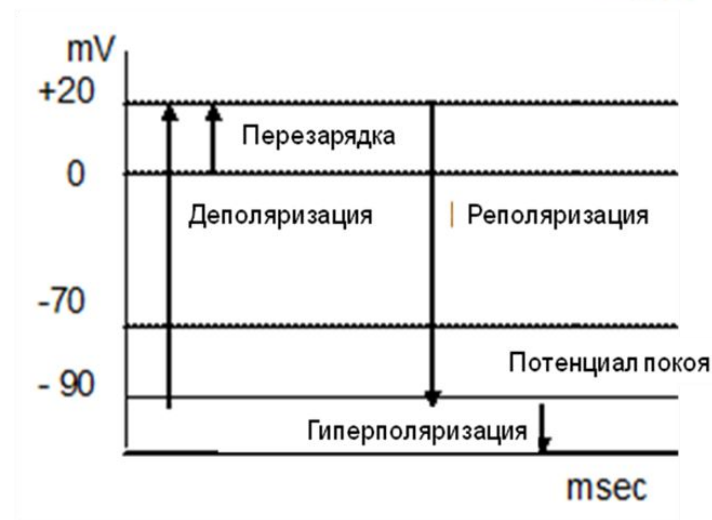 mV
+20
Перезарядка
0
Деполяризация
Реполяризация
-70
Потенциал покоя
- 90
Гиперполяризация
msec